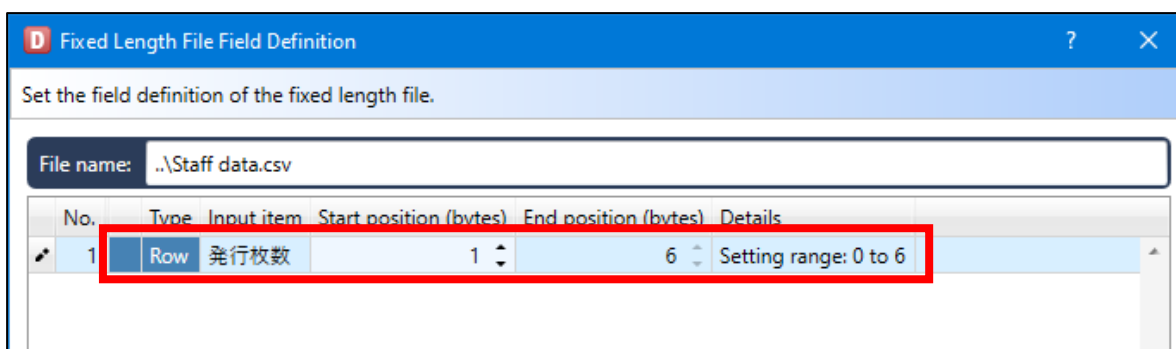 D Fixed Length File Field Definition ? ×
Set the field definition of the fixed length file.
File name: ..\Staff data.csv
No. Type Input item Start position (bytes) End position (bytes) Details
1 Row 発行枚数 1 6 Setting range: 0 to 6